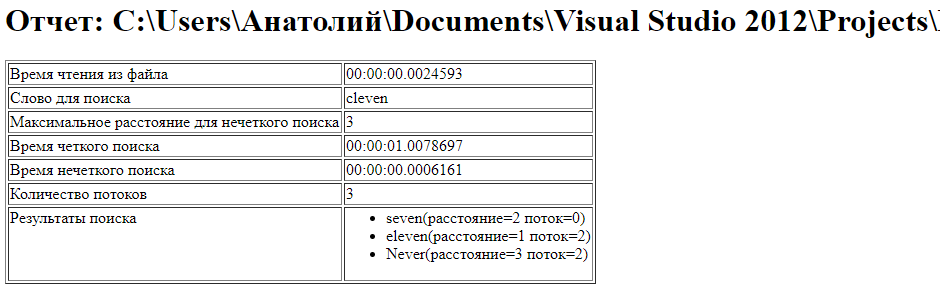 Отчет: C:\Users\Анатолий\Documents\Visual Studio 2012\Projects\
Время чтения из файла 00:00:00.0024593
Слово для поиска cleven
Максимальное расстояние для нечеткого поиска 3
Время четкого поиска 00:00:01.0078697
Время нечеткого поиска 00:00:00.0006161
Количество потоков 3
Результаты поиска • seven(расстояние=2 поток=0)
• eleven(расстояние=1 поток=2)
• Never(расстояние=3 поток=2)